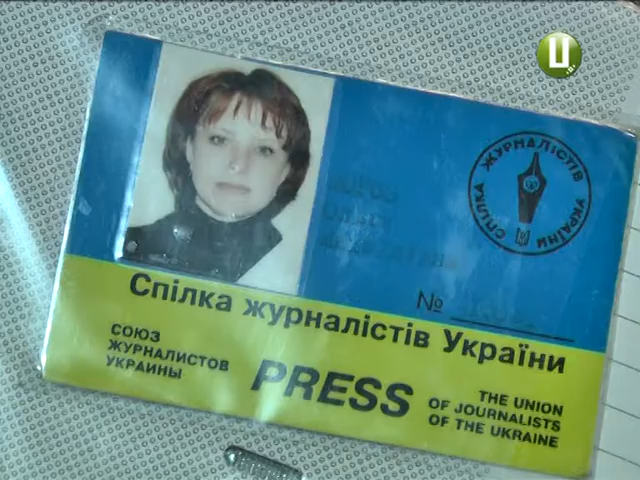 Ц
СПІЛКА ЖУРНАЛІСТІВ УКРАЇНИ
№
Спілка журналістів України
СОЮЗ
ЖУРНАЛИСТОВ
УКРАИНЫ
PRESS
THE UNION
OF JOURNALISTS
OF THE UKRAINE